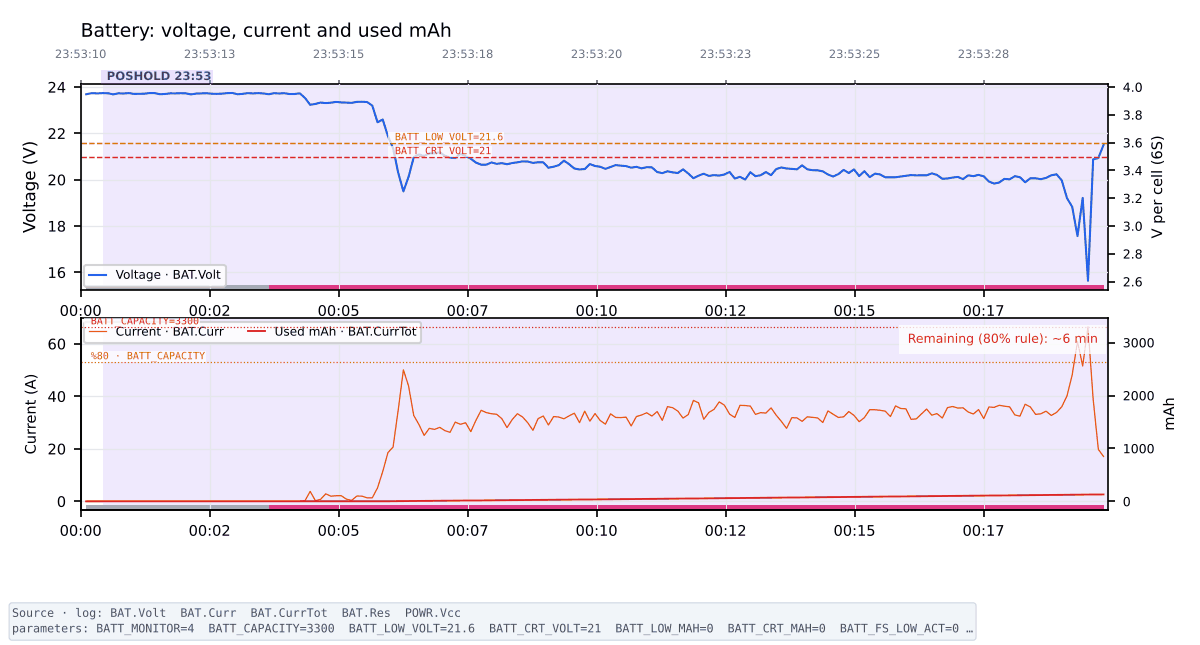 Battery: voltage, current and used mAh
23:53:10 23:53:13 23:53:15 23:53:18 23:53:20 23:53:23 23:53:25 23:53:28
POSHOLD 23:53
24 4.0
3.8
22 3.6
BATT_LOW_VOLT=21.6
BATT_CRT_VOLT=21
3.4
20 3.2
18 3.0
2.8
16 2.6
Voltage (V)
V per cell (6S)
Voltage · BAT.Volt
00:00 00:02 00:05 00:07 00:10 00:12 00:15 00:17
BATT_CAPACITY=3300
Current · BAT.Curr Used mAh · BAT.CurrTot
Remaining (80% rule): ~6 min
%80 · BATT_CAPACITY
60 3000
40 2000
20 1000
0 0
Current (A)
mAh
00:00 00:02 00:05 00:07 00:10 00:12 00:15 00:17
Source · log: BAT.Volt BAT.Curr BAT.CurrTot BAT.Res POWR.Vcc
parameters: BATT_MONITOR=4 BATT_CAPACITY=3300 BATT_LOW_VOLT=21.6 BATT_CRT_VOLT=21 BATT_LOW_MAH=0 BATT_CRT_MAH=0 BATT_FS_LOW_ACT=0 …